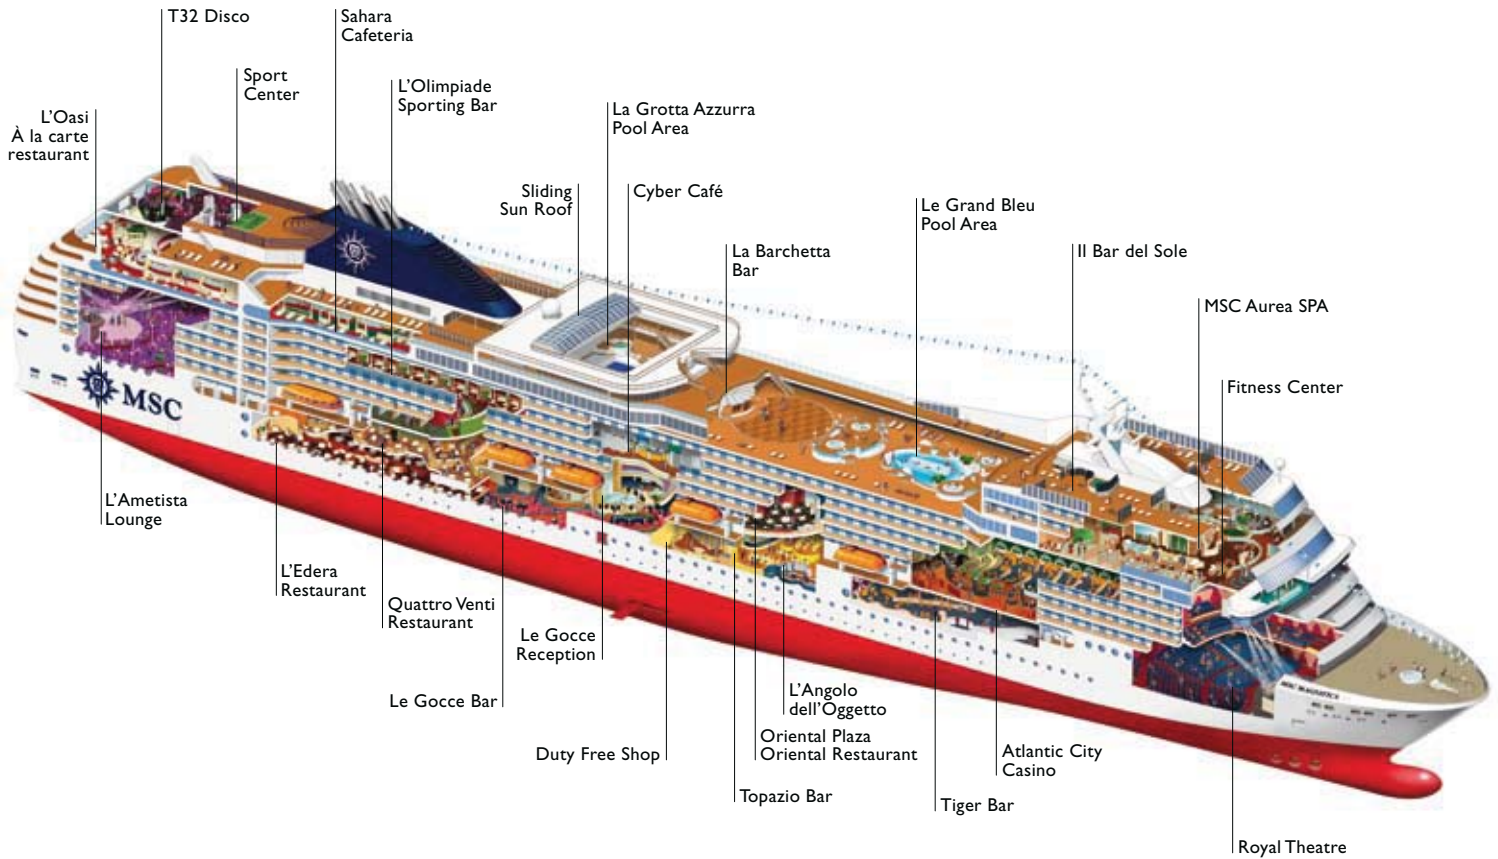 T32 Disco
Sahara
Cafeteria
Sport
Center
L'Olimpiade
Sporting Bar
La Grotta Azzurra
Pool Area
L'Oasi
À la carte
restaurant
Sliding
Sun Roof
Cyber Café
Le Grand Bleu
Pool Area
La Barchetta
Bar
Il Bar del Sole
MSC Aurea SPA
Fitness Center
MSC
L'Ametista
Lounge
L'Edera
Restaurant
Quattro Venti
Restaurant
Le Gocce
Reception
Le Gocce Bar
L'Angolo
dell'Oggetto
Duty Free Shop
Oriental Plaza
Oriental Restaurant
Topazio Bar
Atlantic City
Casino
Tiger Bar
Royal Theatre
MSC MAGNIFICA